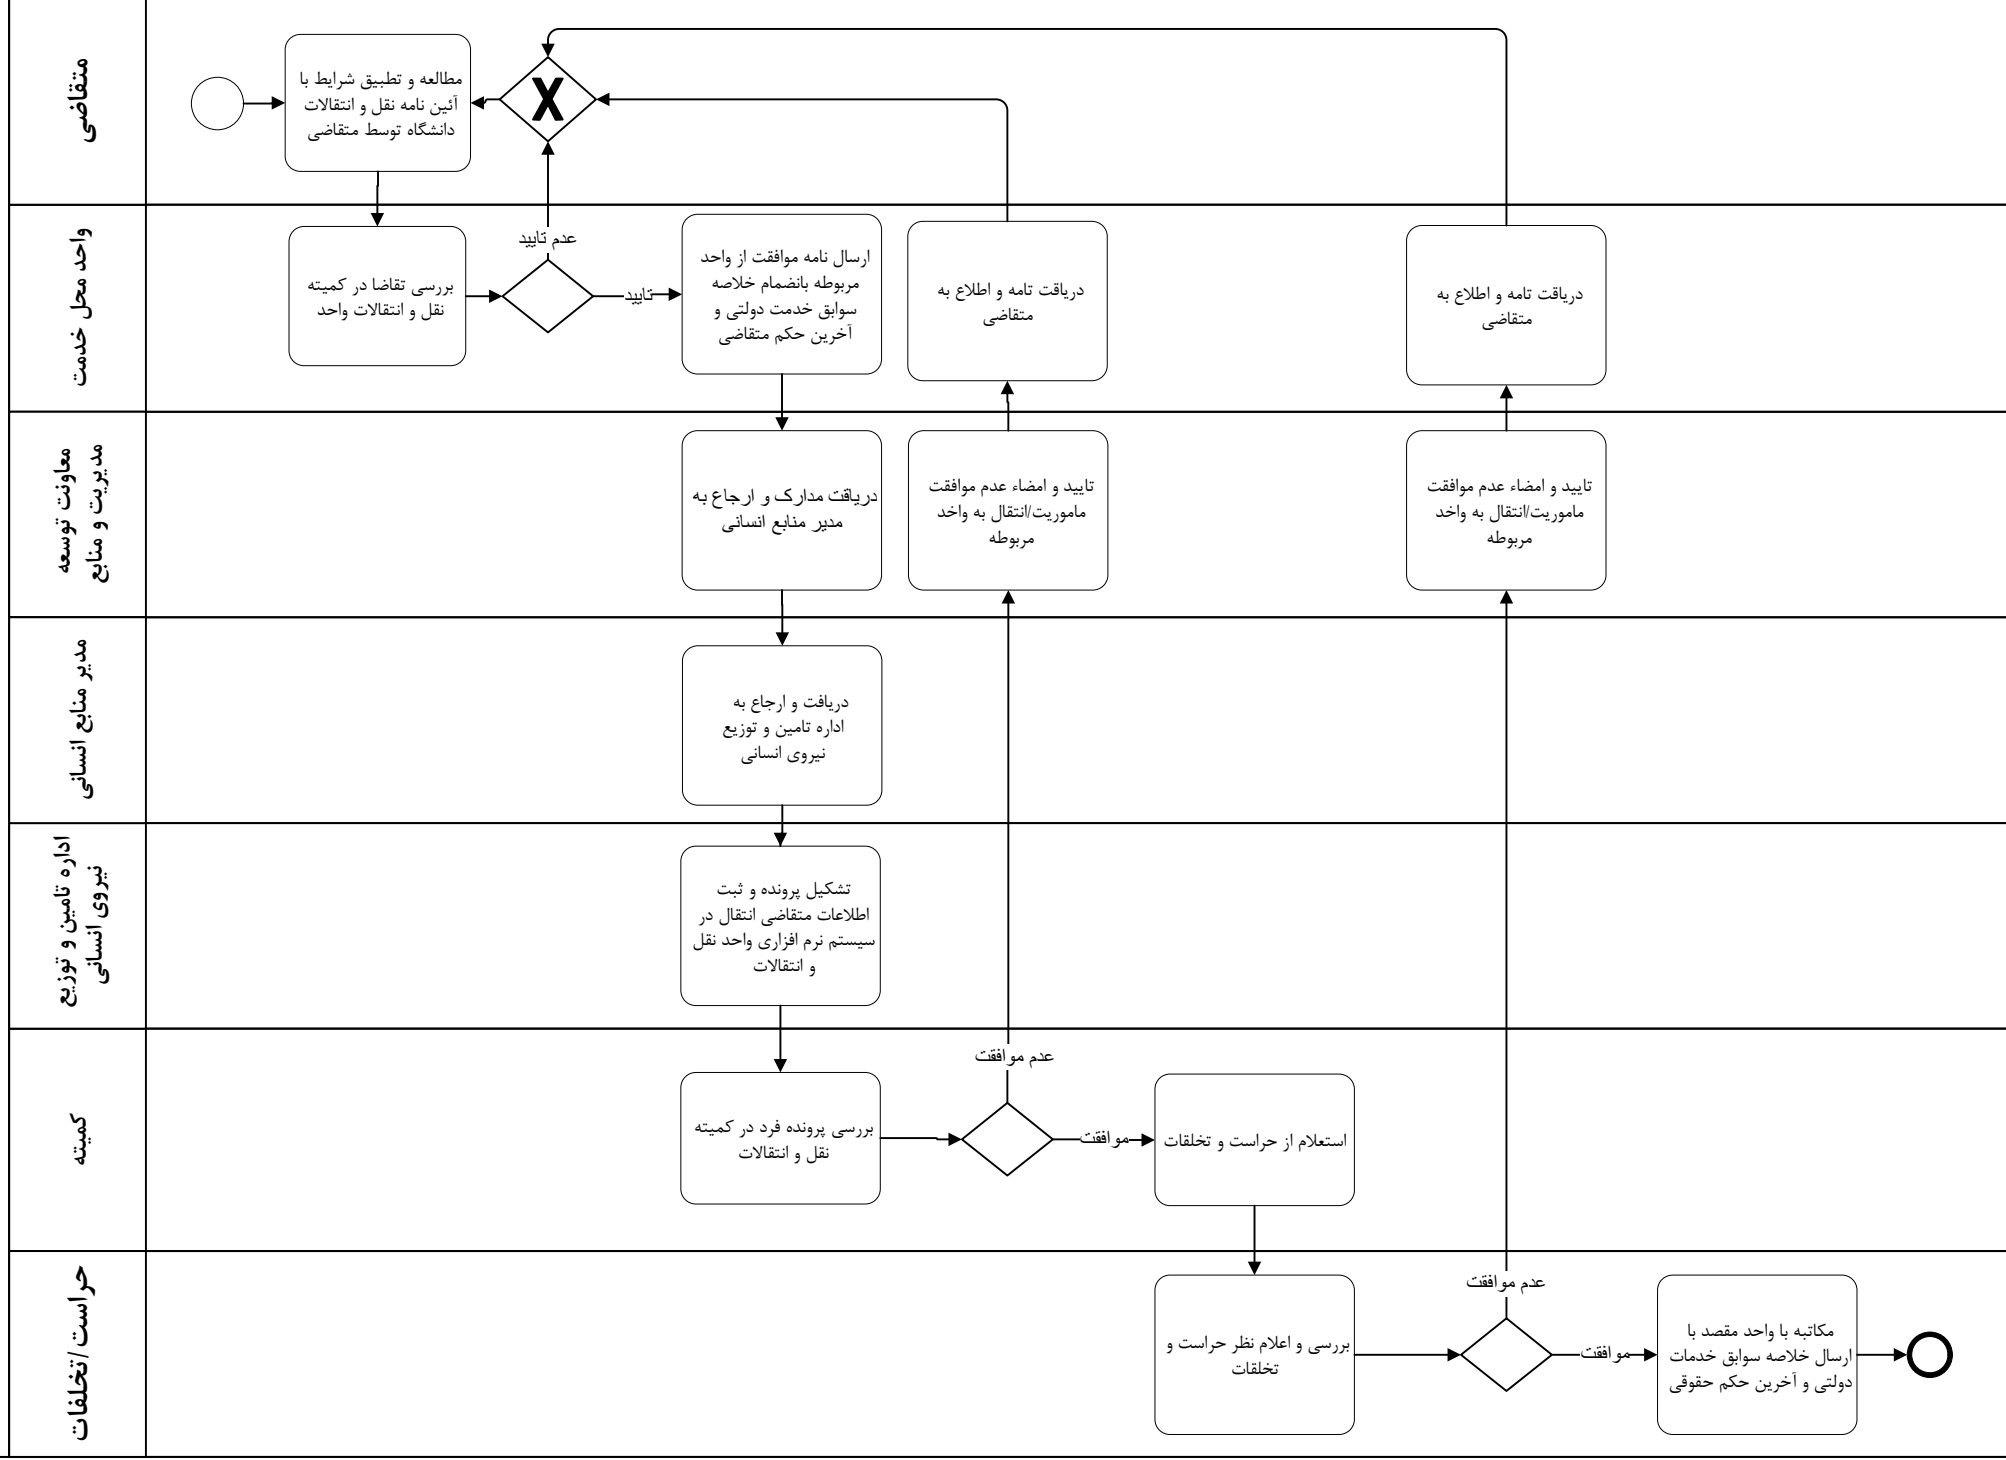 متقاضی
مطالعه و تطبیق شرایط با
آئین نامه نقل و انتقالات
دانشگاه توسط متقاضی
واحد محل خدمت
بررسی تقاضا در کمیته
نقل و انتقالات واحد
عدم تایید
تایید
ارسال نامه موافقت از واحد
مربوطه بانضمام خلاصه
سوابق خدمت دولتی و
آخرین حکم متقاضی
دریاقت تامه و اطلاع به
متقاضی
دریاقت تامه و اطلاع به
متقاضی
معاونت توسعه
مدیریت و منابع
دریاقت مدارک و ارجاع به
مدیر منابع انسانی
تایید و امضاء عدم موافقت
ماموریت/انتقال به واخد
مربوطه
تایید و امضاء عدم موافقت
ماموریت/انتقال به واخد
مربوطه
مدیر منابع انسانی
دریافت و ارجاع به
اداره تامین و توزیع
نیروی انسانی
اداره تامین و توزیع
نیروی انسانی
تشکیل پرونده و ثبت
اطلاعات متقاضی انتقال در
سیستم نرم افزاری واحد نقل
و انتقالات
کمیته
بررسی پرونده فرد در کمیته
نقل و انتقالات
عدم موافقت
موافقت
استعلام از حراست و تخلقات
حراست/تخلفات
بررسی و اعلام نظر حراست و
تخلقات
عدم موافقت
موافقت
مکاتبه با واحد مقصد با
ارسال خلاصه سوابق خدمات
دولتی و آخرین حکم حقوقی